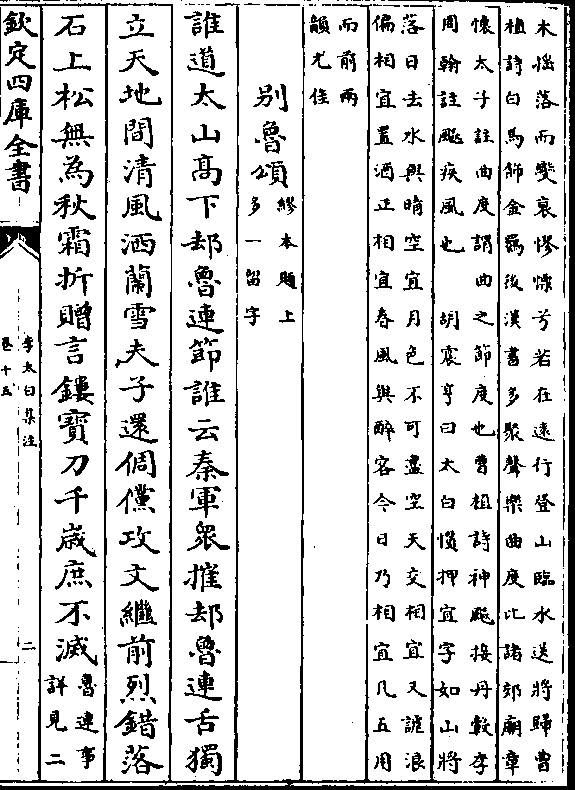 木摇落而變衰憀慄兮若在遠行登山臨水送將歸曹
植詩白馬飾金羈後漢書多聚聲樂曲度比諸郊廟章
懷太子註曲度謂曲之節度也曹植詩神飈接丹轂李
周翰註飈疾風也 胡震亨曰太白慣押宜字如山將
落日去水與晴空宜月色不可盡空天交相宜又謔浪
偏相宜置酒正相宜春風與醉客今日乃相宜凡五用
而前兩
韻尤佳
別魯頌 繆本題上
多一留字
誰道太山高下却魯連節誰云秦軍衆摧却魯連舌獨
立天地間清風洒蘭雪夫子還倜儻攻文繼前烈錯落
石上松無為秋霜折贈言鏤寶刀千歲庶不滅 魯連事
詳見二
欽定四庫全書
李太白集注
卷十五
二